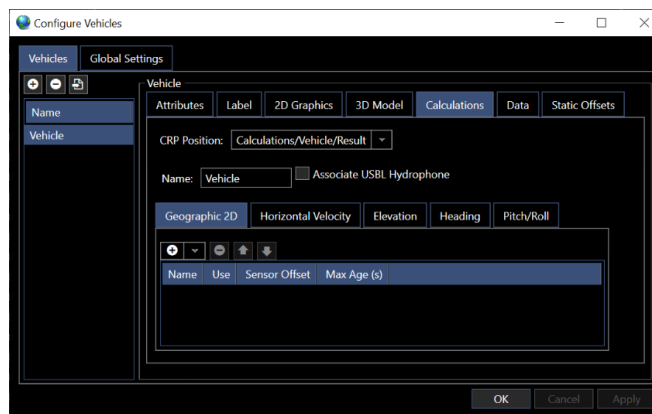 Configure Vehicles
Vehicles Global Settings
Vehicle
Name
Vehicle
Attributes Label 2D Graphics 3D Model Calculations Data Static Offsets
CRP Position: Calculations/Vehicle/Result
Name: Vehicle Associate USBL Hydrophone
Geographic 2D Horizontal Velocity Elevation Heading Pitch/Roll
Name Use Sensor Offset Max Age (s)
OK Cancel Apply